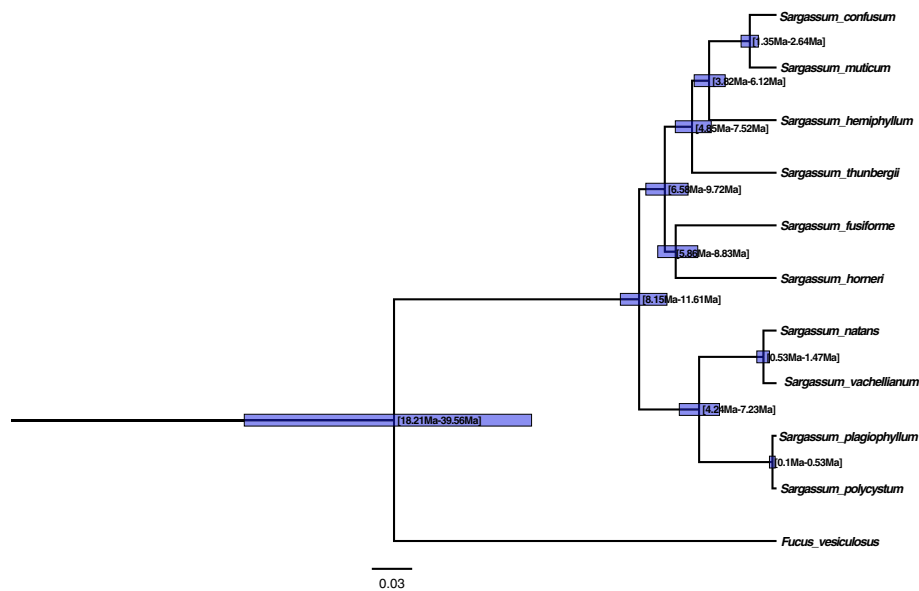 Sargassum_confusum
[1.35Ma-2.64Ma]
Sargassum_muticum
[3.82Ma-6.12Ma]
Sargassum_hemiphyllum
[4.85Ma-7.52Ma]
Sargassum_thunbergii
[6.58Ma-9.72Ma]
Sargassum_fusiforme
[5.86Ma-8.83Ma]
Sargassum_horneri
[8.15Ma-11.61Ma]
Sargassum_natans
[0.53Ma-1.47Ma]
Sargassum_vachellianum
[4.24Ma-7.23Ma]
[18.21Ma-39.56Ma]
Sargassum_plagiophyllum
[0.1Ma-0.53Ma]
Sargassum_polycystum
Fucus_vesiculosus
0.03